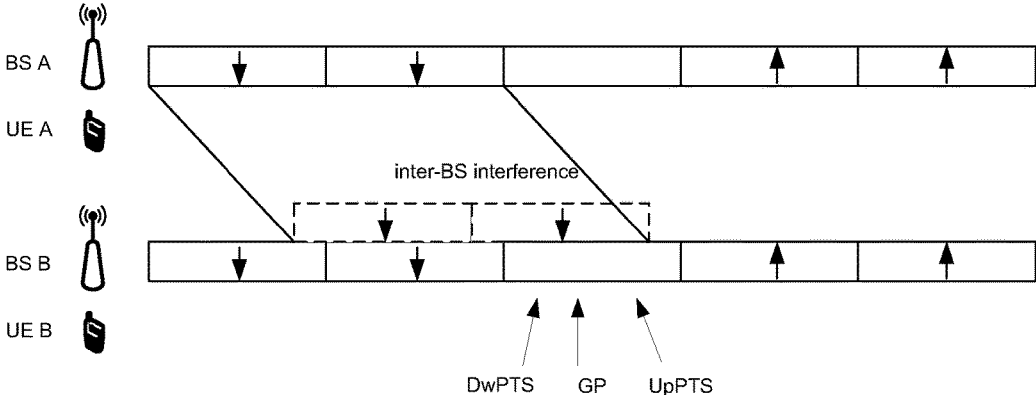 BS A
UE A
inter-BS interference
BS B
UE B
DwPTS GP UpPTS